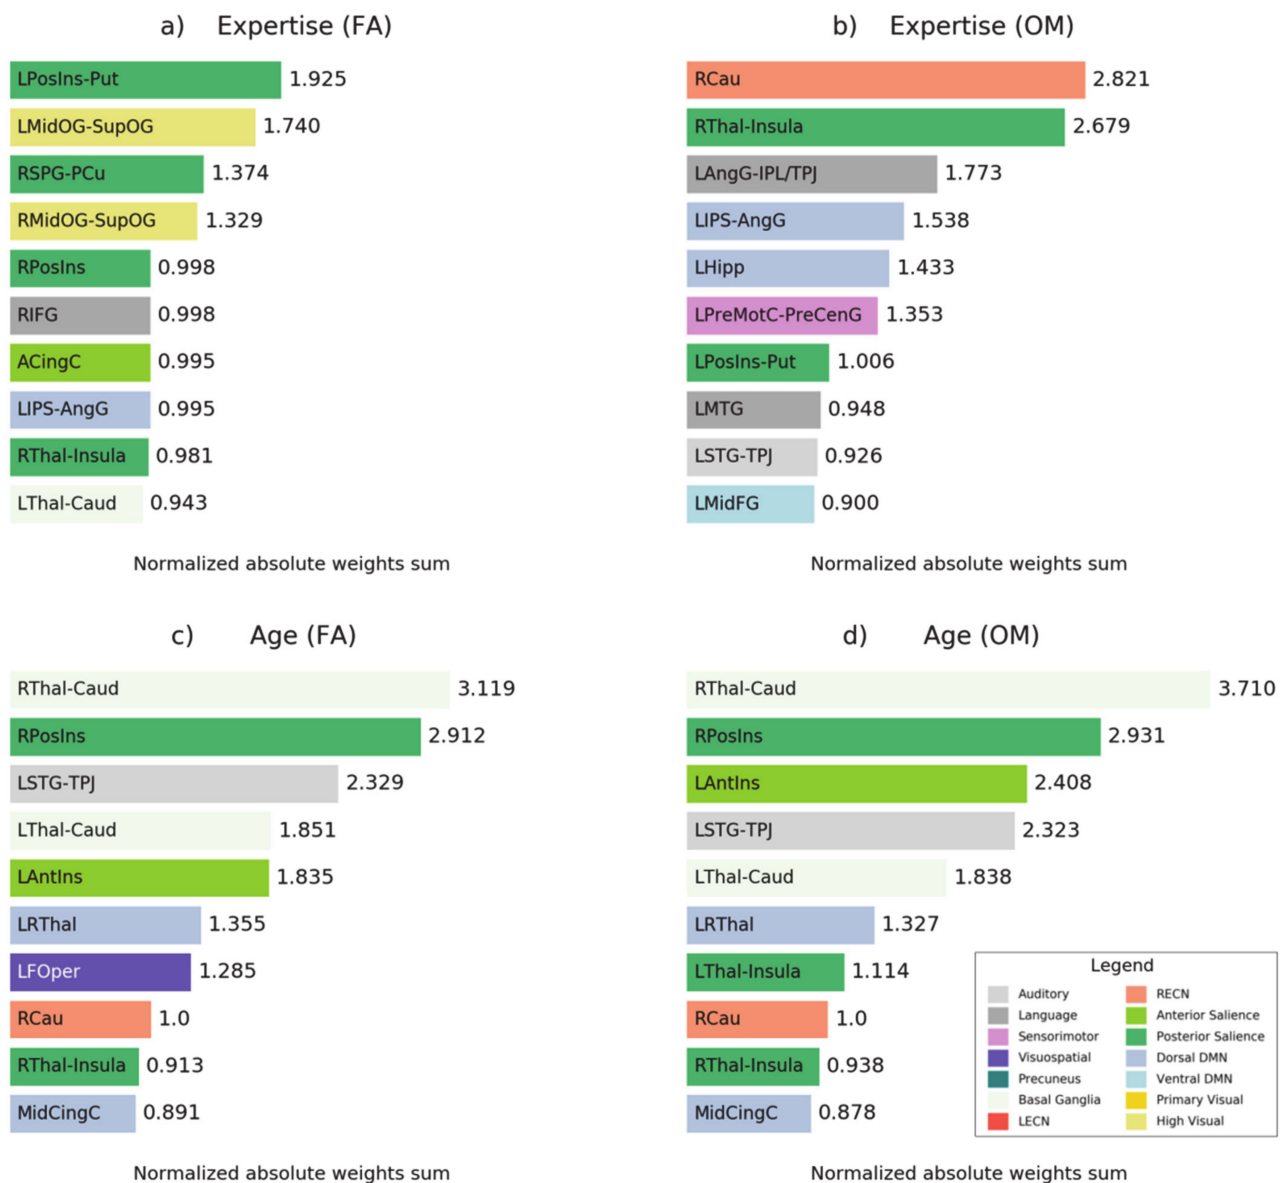 a) Expertise (FA)
LPosIns-Put 1.925
LMidOG-SupOG 1.740
RSPG-PCu 1.374
RMidOG-SupOG 1.329
RPosIns 0.998
RIFG 0.998
ACingC 0.995
LIPS-AngG 0.995
RThal-Insula 0.981
LThal-Caud 0.943
Normalized absolute weights sum
b) Expertise (OM)
RCau 2.821
RThal-Insula 2.679
LAngG-IPL/TPJ 1.773
LIPS-AngG 1.538
LHipp 1.433
LPreMotC-PreCenG 1.353
LPosIns-Put 1.006
LMTG 0.948
LSTG-TPJ 0.926
LMidFG 0.900
Normalized absolute weights sum
c) Age (FA)
RThal-Caud 3.119
RPosIns 2.912
LSTG-TPJ 2.329
LThal-Caud 1.851
LAntIns 1.835
LRThal 1.355
LFOper 1.285
RCau 1.0
RThal-Insula 0.913
MidCingC 0.891
Normalized absolute weights sum
d) Age (OM)
RThal-Caud 3.710
RPosIns 2.931
LAntIns 2.408
LSTG-TPJ 2.323
LThal-Caud 1.838
LRThal 1.327
LThal-Insula 1.114
RCau 1.0
RThal-Insula 0.938
MidCingC 0.878
Normalized absolute weights sum
Legend
Auditory RECN
Language Anterior Salience
Sensorimotor Posterior Salience
Visuospatial Dorsal DMN
Precuneus Ventral DMN
Basal Ganglia Primary Visual
LECN High Visual